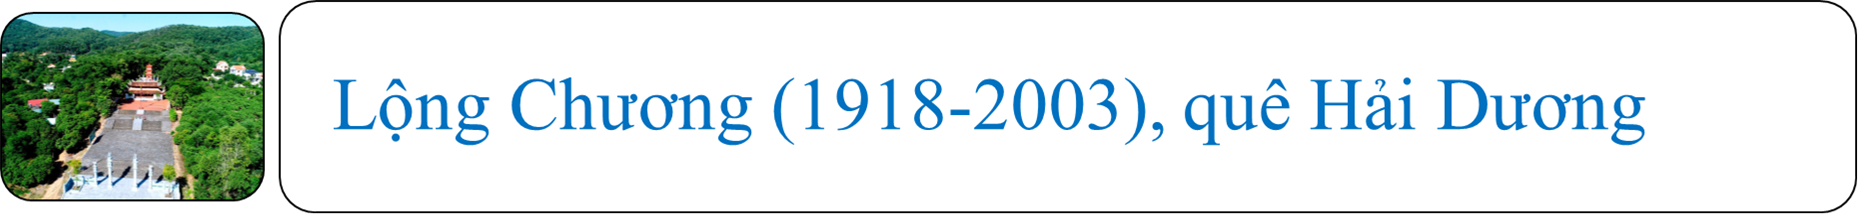 Lộng Chương (1918-2003), quê Hải Dương